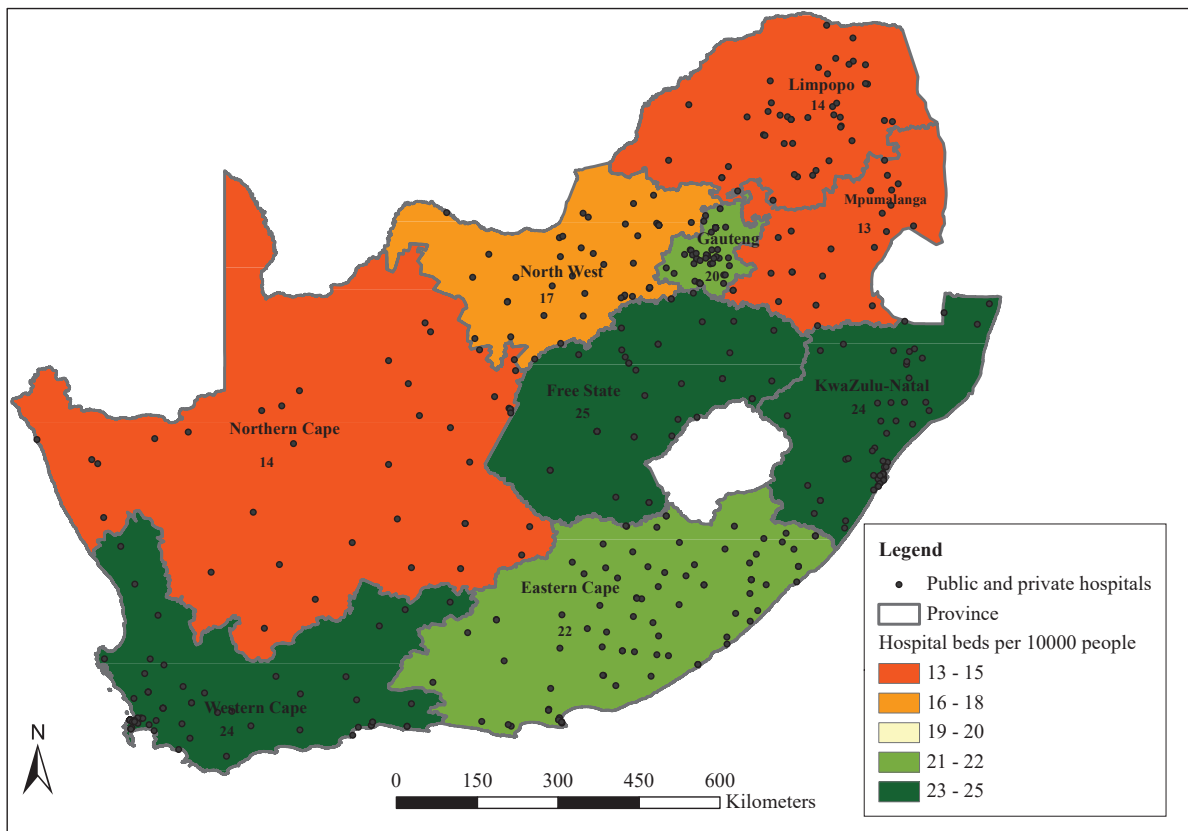 Limpopo
14
Mpumalanga
13
Gauteng
20
North West
17
Free State
25
KwaZulu-Natal
24
Northern Cape
14
Eastern Cape
22
Western Cape
24
N
0 150 300 450 600
Kilometers
Legend
Public and private hospitals
Province
Hospital beds per 10000 people
13 - 15
16 - 18
19 - 20
21 - 22
23 - 25